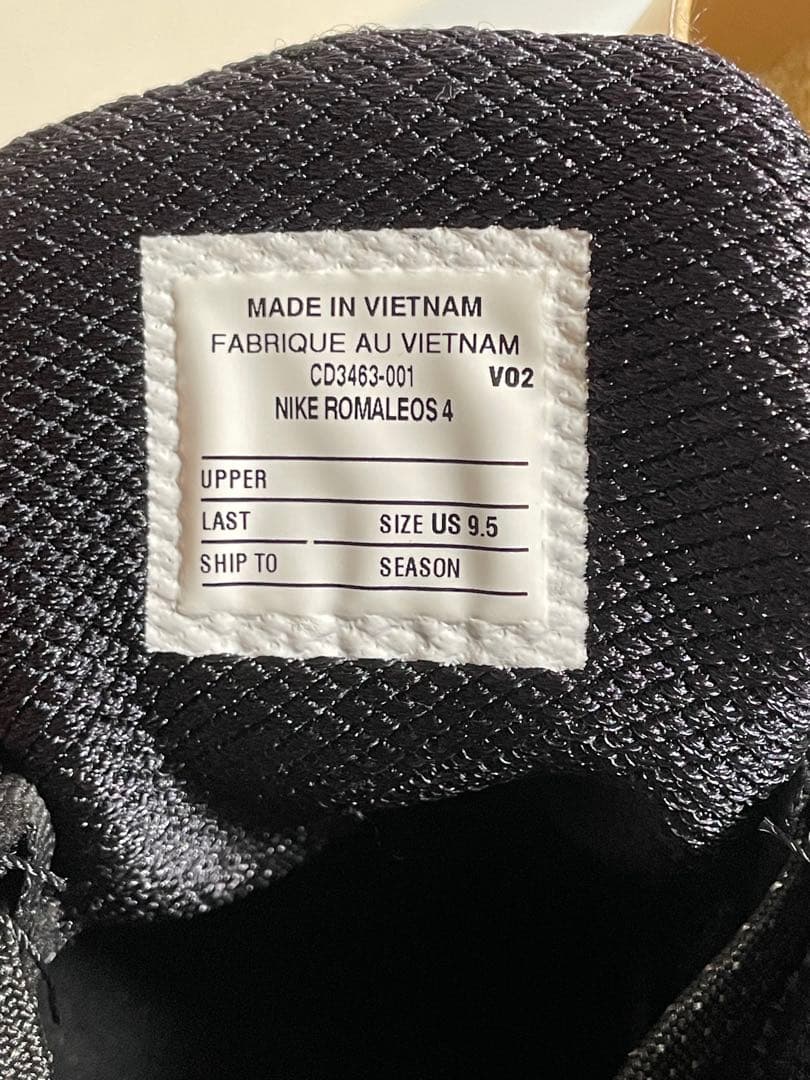 MADE IN VIETNAM
FABRIQUE AU VIETNAM
CD3463-001 V02
NIKE ROMALEOS 4
UPPER
LAST SIZE US 9.5
SHIP TO SEASON